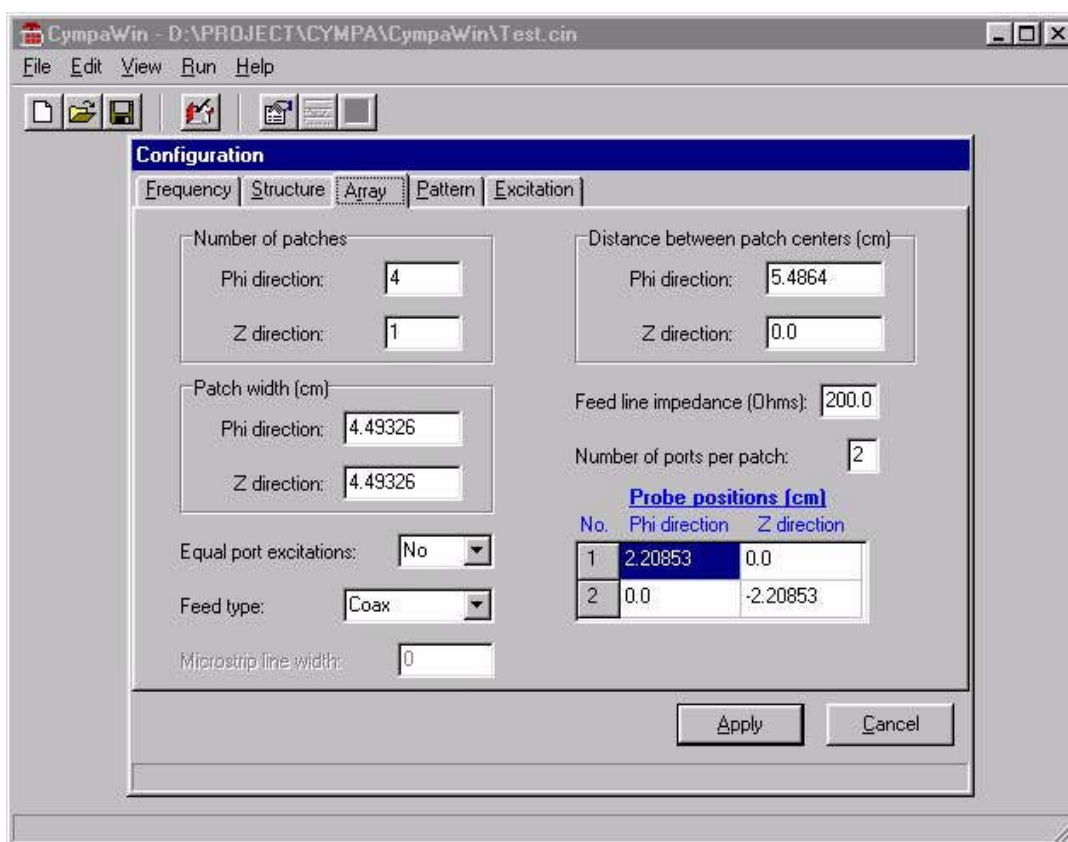 CympaWin - D:\PROJECT\CYMPA\CympaWin\Test.cin
File Edit View Run Help
Configuration
Frequency Structure Array Pattern Excitation
Number of patches
Phi direction: 4
Z direction: 1
Patch width (cm)
Phi direction: 4.49326
Z direction: 4.49326
Equal port excitations: No
Feed type: Coax
Microstrip line width: 0
Distance between patch centers (cm)
Phi direction: 5.4864
Z direction: 0.0
Feed line impedance (Ohms): 200.0
Number of ports per patch: 2
Probe positions (cm)
No. Phi direction Z direction
1 2.20853 0.0
2 0.0 -2.20853
Apply Cancel